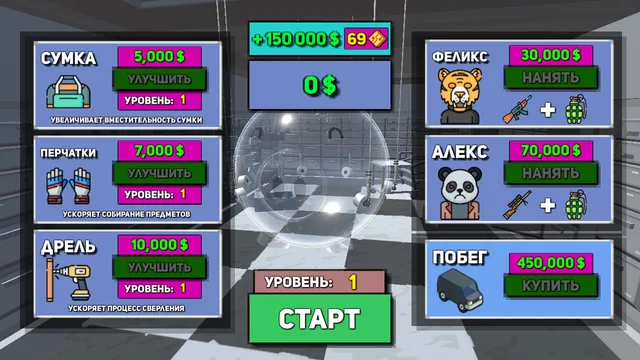 СУМКА
5,000 $
УЛУЧШИТЬ
УРОВЕНЬ: 1
УВЕЛИЧИВАЕТ ВМЕСТИТЕЛЬНОСТЬ СУМКИ
ПЕРЧАТКИ
7,000 $
УЛУЧШИТЬ
УРОВЕНЬ: 1
УСКОРЯЕТ СОБИРАНИЕ ПРЕДМЕТОВ
ДРЕЛЬ
10,000 $
УЛУЧШИТЬ
УРОВЕНЬ: 1
УСКОРЯЕТ ПРОЦЕСС СВЕРЛЕНИЯ
+150 000 $ 69
0 $
УРОВЕНЬ: 1
СТАРТ
ФЕЛИКС
30,000 $
НАНЯТЬ
+
АЛЕКС
70,000 $
НАНЯТЬ
+
ПОБЕГ
450,000 $
КУПИТЬ